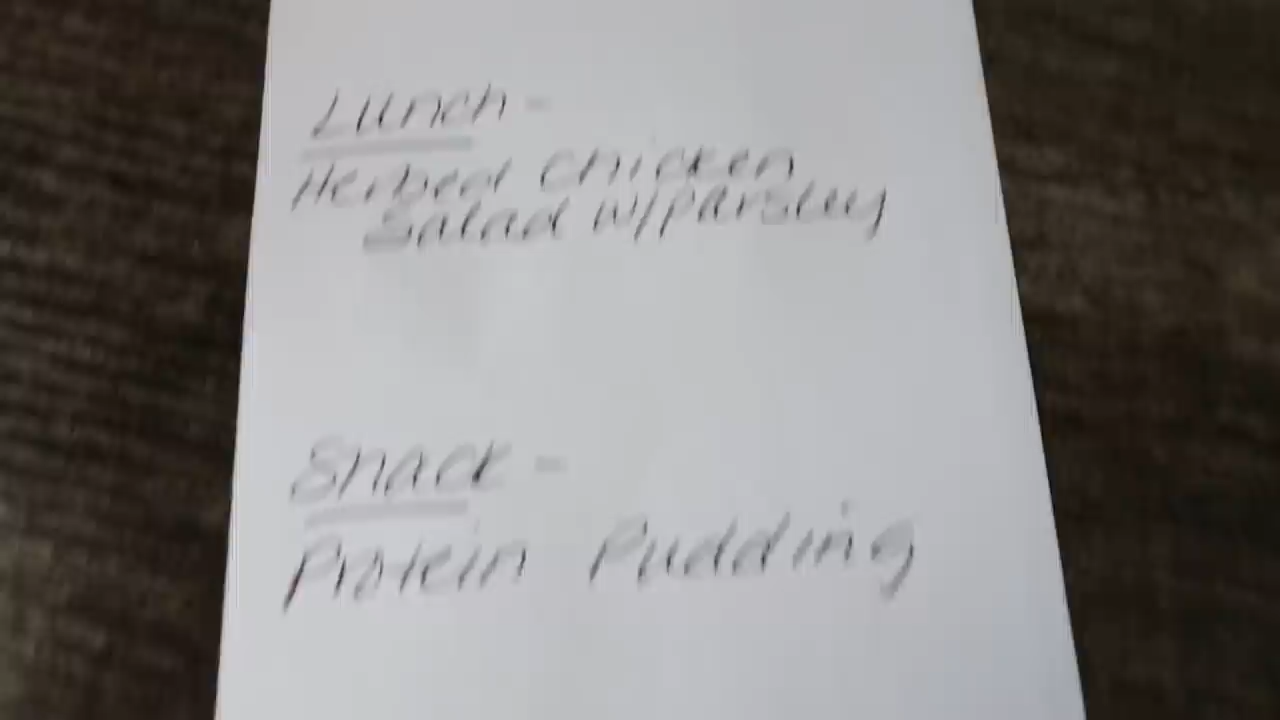 Lunch -
Herbed Chicken
Salad w/parsley
Snack -
Protein Pudding